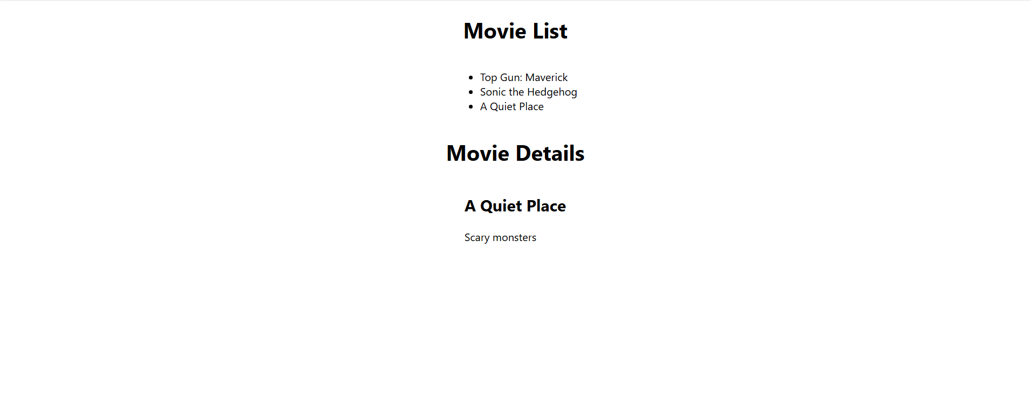 Movie List
Top Gun: Maverick
Sonic the Hedgehog
A Quiet Place
Movie Details
A Quiet Place
Scary monsters